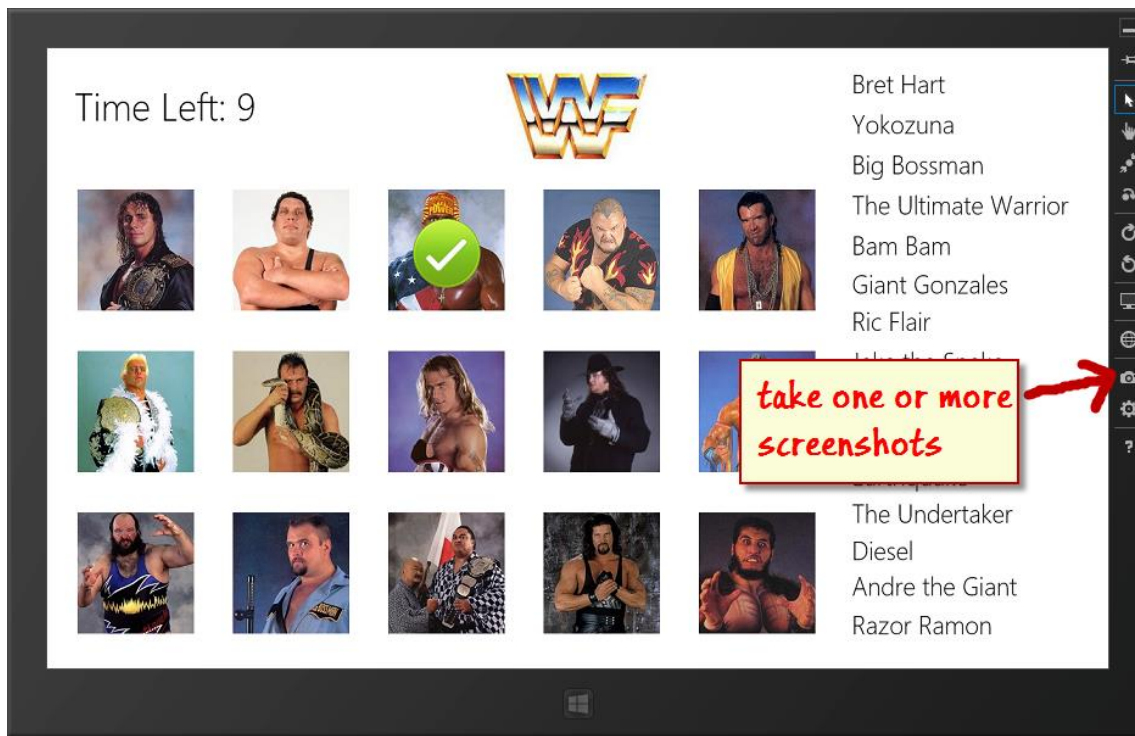 Time Left: 9
WWF
Bret Hart
Yokozuna
Big Bossman
The Ultimate Warrior
Bam Bam
Giant Gonzales
Ric Flair
take one or more
screenshots
The Undertaker
Diesel
Andre the Giant
Razor Ramon
?